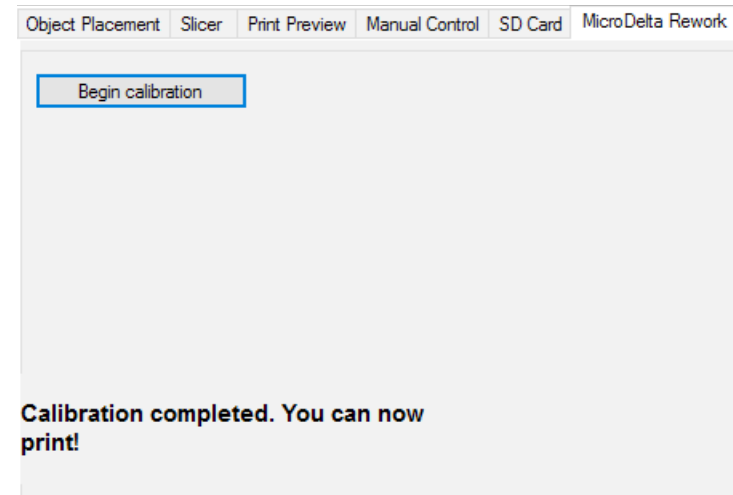 Object Placement Slicer Print Preview Manual Control SD Card MicroDelta Rework
Begin calibration
Calibration completed. You can now
print!